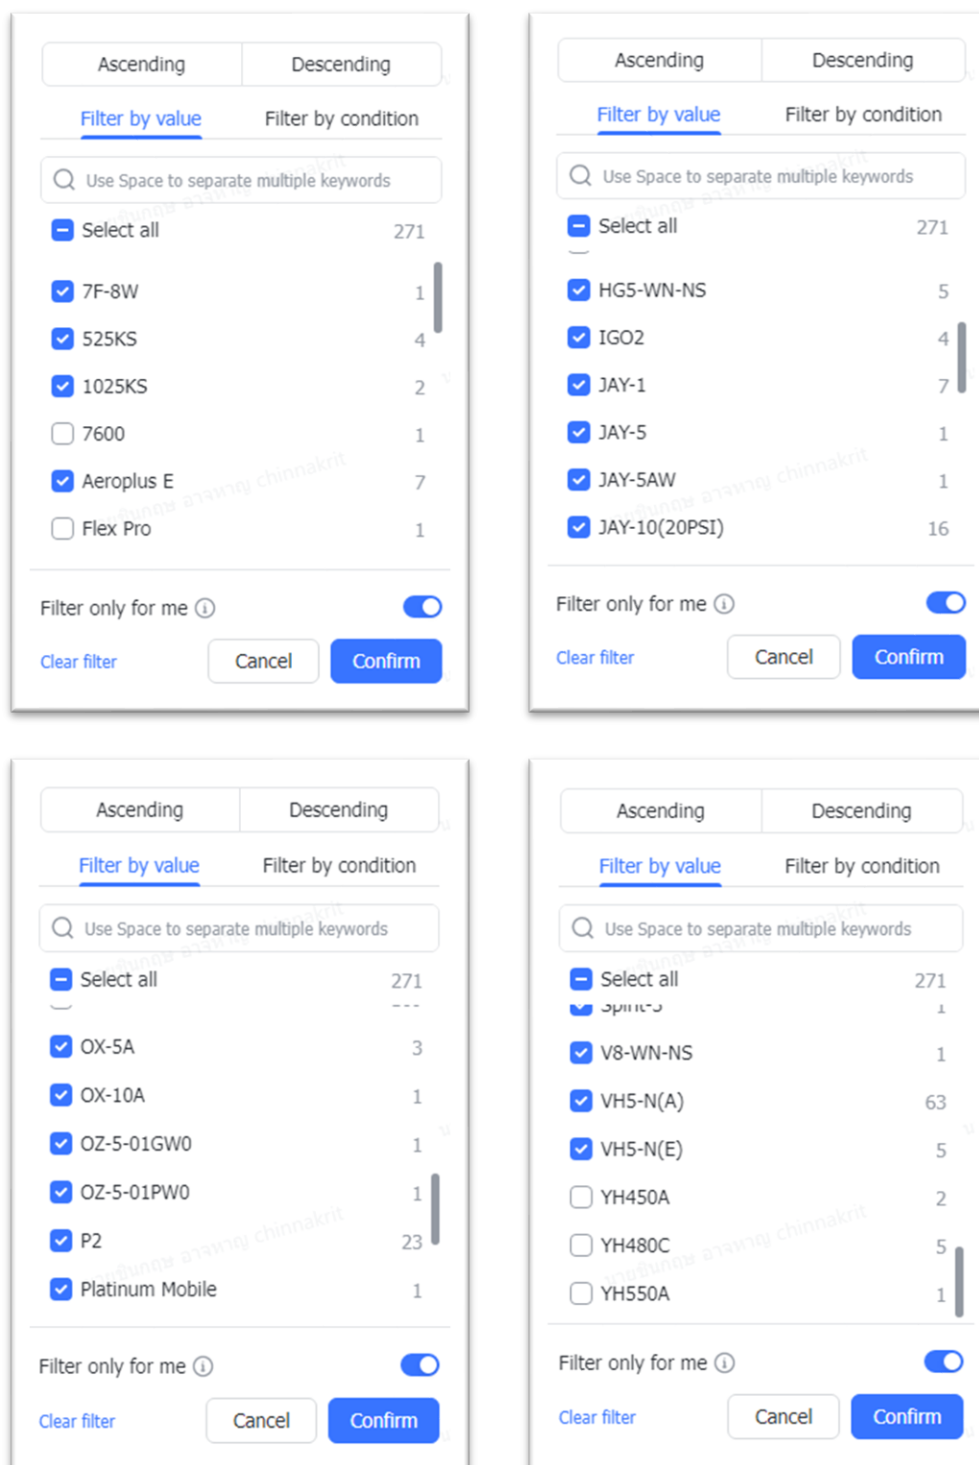 Ascending Descending
Filter by value Filter by condition
Use Space to separate multiple keywords
Select all 271
7F-8W 1
525KS 4
1025KS 2
7600 1
Aeroplus E 7
Flex Pro 1
Filter only for me
Clear filter Cancel Confirm
Ascending Descending
Filter by value Filter by condition
Use Space to separate multiple keywords
Select all 271
HG5-WN-NS 5
IGO2 4
JAY-1 7
JAY-5 1
JAY-5AW 1
JAY-10(20PSI) 16
Filter only for me
Clear filter Cancel Confirm
Ascending Descending
Filter by value Filter by condition
Use Space to separate multiple keywords
Select all 271
OX-5A 3
OX-10A 1
OZ-5-01GW0 1
OZ-5-01PW0 1
P2 23
Platinum Mobile 1
Filter only for me
Clear filter Cancel Confirm
Ascending Descending
Filter by value Filter by condition
Use Space to separate multiple keywords
Select all 271
1
V8-WN-NS 1
VH5-N(A) 63
VH5-N(E) 5
YH450A 2
YH480C 5
YH550A 1
Filter only for me
Clear filter Cancel Confirm